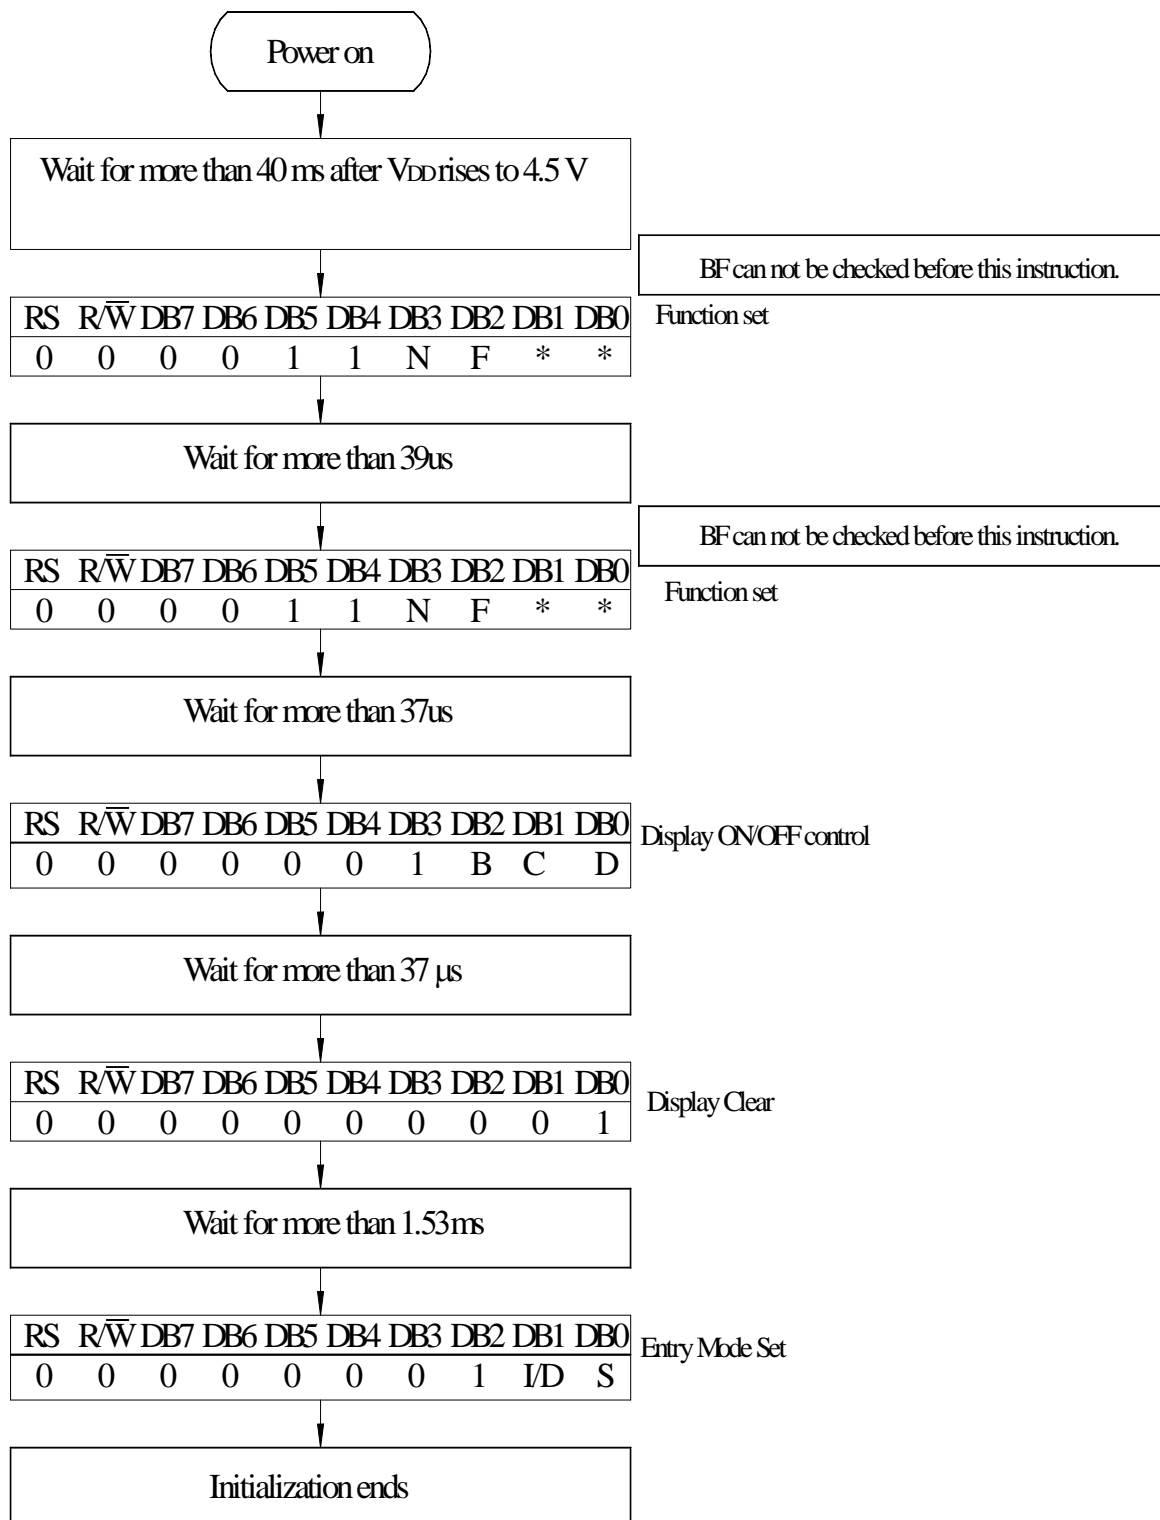 Power on
Wait for more than 40 ms after VDD rises to 4.5 V
BF can not be checked before this instruction.
RS R/W̅ DB7 DB6 DB5 DB4 DB3 DB2 DB1 DB0
Function set
0 0 0 0 1 1 N F * *
Wait for more than 39us
BF can not be checked before this instruction.
RS R/W̅ DB7 DB6 DB5 DB4 DB3 DB2 DB1 DB0
Function set
0 0 0 0 1 1 N F * *
Wait for more than 37us
RS R/W̅ DB7 DB6 DB5 DB4 DB3 DB2 DB1 DB0
Display ON/OFF control
0 0 0 0 0 0 1 B C D
Wait for more than 37 μs
RS R/W̅ DB7 DB6 DB5 DB4 DB3 DB2 DB1 DB0
Display Clear
0 0 0 0 0 0 0 0 0 1
Wait for more than 1.53ms
RS R/W̅ DB7 DB6 DB5 DB4 DB3 DB2 DB1 DB0
Entry Mode Set
0 0 0 0 0 0 0 1 I/D S
Initialization ends